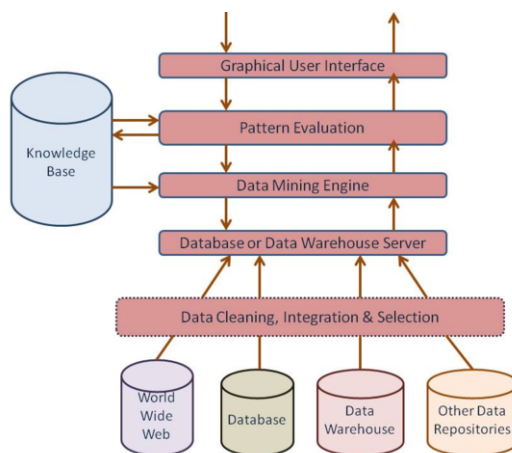 Graphical User Interface
Pattern Evaluation
Knowledge
Base
Data Mining Engine
Database or Data Warehouse Server
Data Cleaning, Integration & Selection
World
Wide
Web
Database
Data
Warehouse
Other Data
Repositories